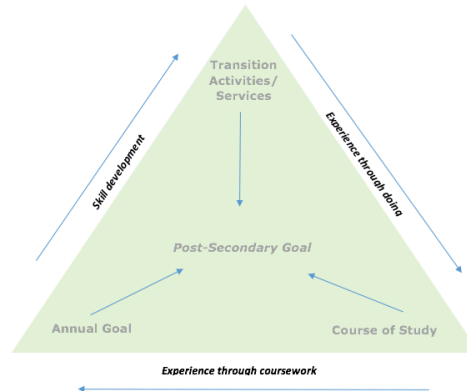 Transition
Activities/
Services
Skill development
Experience through doing
Post-Secondary Goal
Annual Goal
Course of Study
Experience through coursework